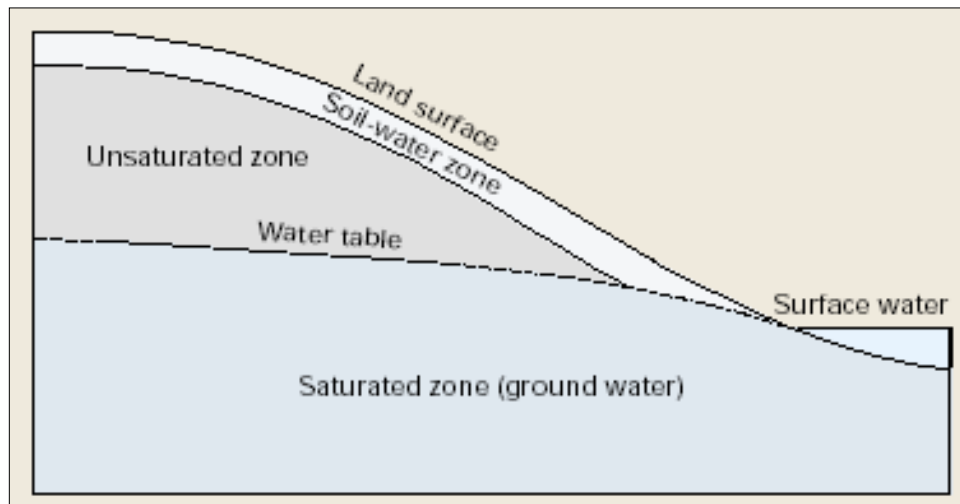 Land surface
Soil-water zone
Unsaturated zone
Water table
Surface water
Saturated zone (ground water)